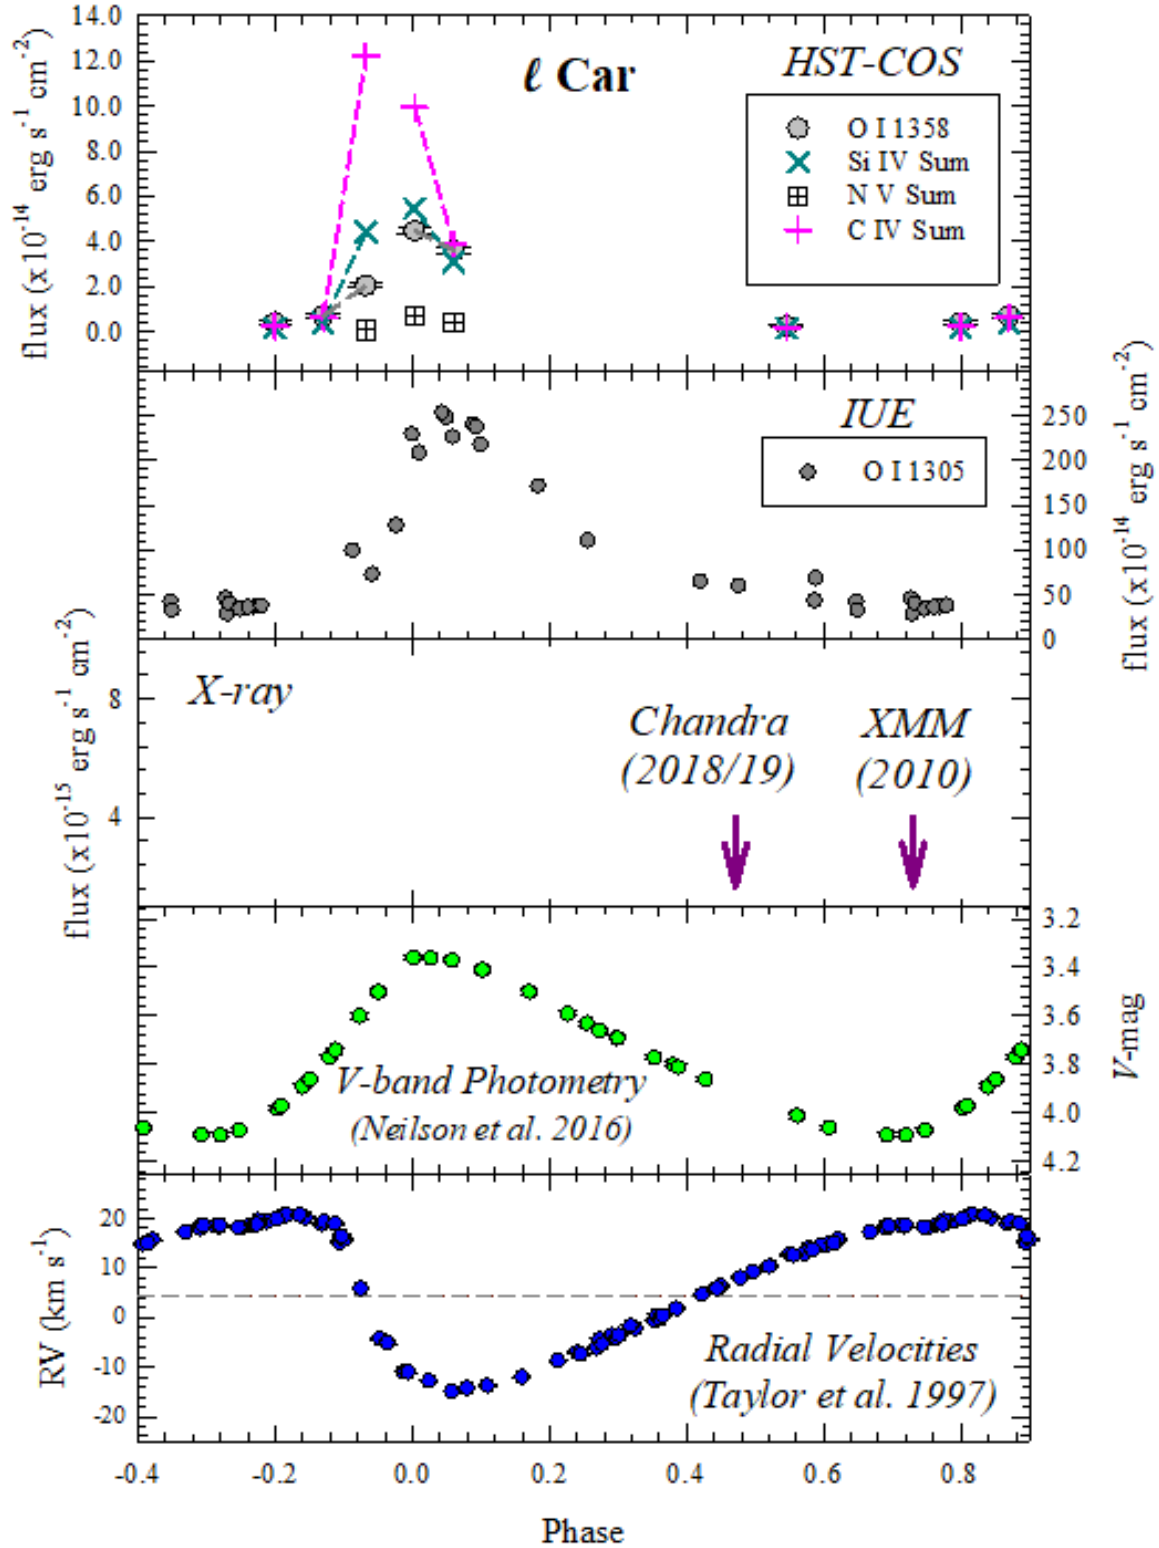 14.0
12.0
10.0
8.0
6.0
4.0
2.0
0.0
flux (x10⁻¹⁴ erg s⁻¹ cm⁻²)
ℓ Car
HST-COS
O I 1358
Si IV Sum
N V Sum
C IV Sum
IUE
O I 1305
250
200
150
100
50
0
flux (x10⁻¹⁴ erg s⁻¹ cm⁻²)
X-ray
8
4
flux (x10⁻¹⁵ erg s⁻¹ cm⁻²)
Chandra
(2018/19)
XMM
(2010)
3.2
3.4
3.6
3.8
4.0
4.2
V-mag
V-band Photometry
(Neilson et al. 2016)
20
10
0
-10
-20
RV (km s⁻¹)
Radial Velocities
(Taylor et al. 1997)
-0.4
-0.2
0.0
0.2
0.4
0.6
0.8
Phase